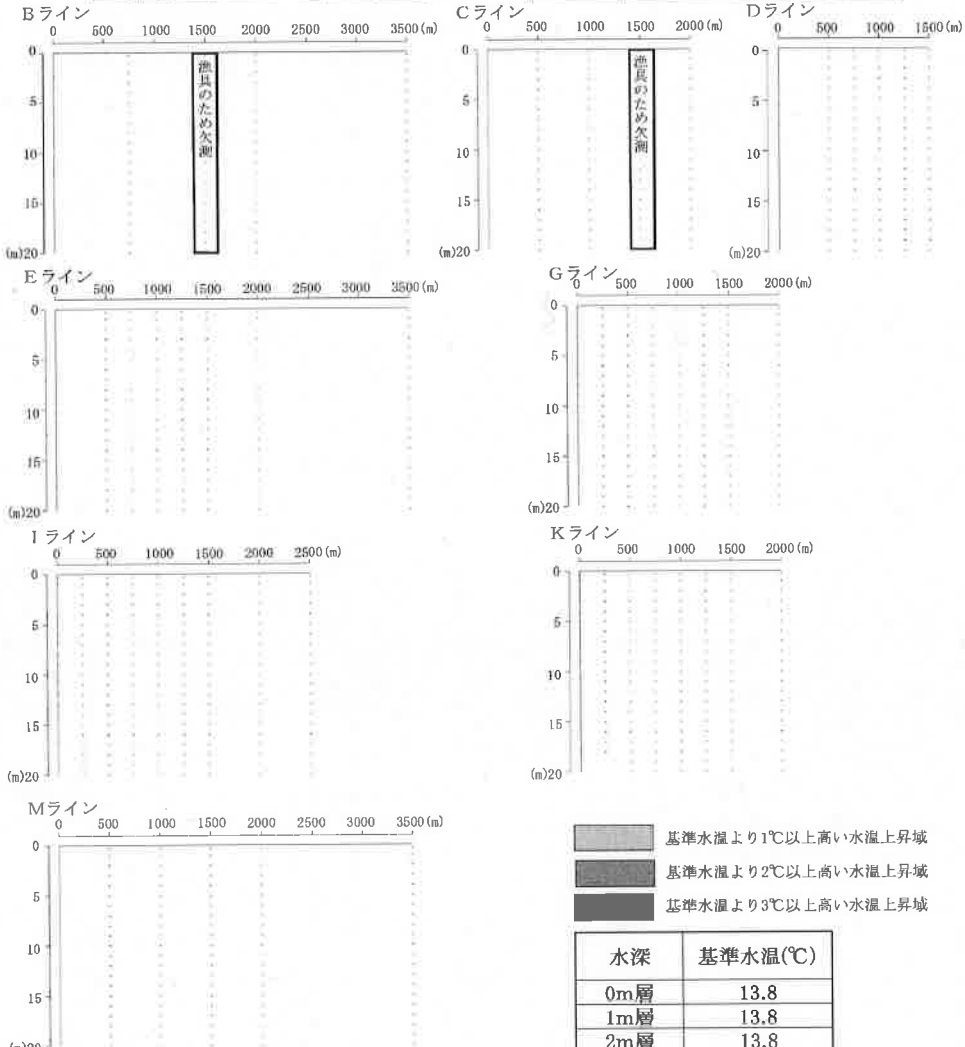 Bライン
0 500 1000 1500 2000 2500 3000 3500(m)
0
5
10
15
(m)20
漁具のため欠測
Cライン
0 500 1000 1500 2000(m)
0
5
10
15
(m)20
漁具のため欠測
Dライン
0 500 1000 1500(m)
0
5
10
15
(m)20
Eライン
0 500 1000 1500 2000 2500 3000 3500(m)
0
5
10
15
(m)20
Gライン
0 500 1000 1500 2000(m)
0
5
10
15
(m)20
Iライン
0 500 1000 1500 2000 2500(m)
0
5
10
15
(m)20
Kライン
0 500 1000 1500 2000(m)
0
5
10
15
(m)20
Mライン
0 500 1000 1500 2000 2500 3000 3500(m)
0
5
10
15
(m)20
基準水温より1℃以上高い水温上昇域
基準水温より2℃以上高い水温上昇域
基準水温より3℃以上高い水温上昇域
水深 基準水温(℃)
0m層 13.8
1m層 13.8
2m層 13.8